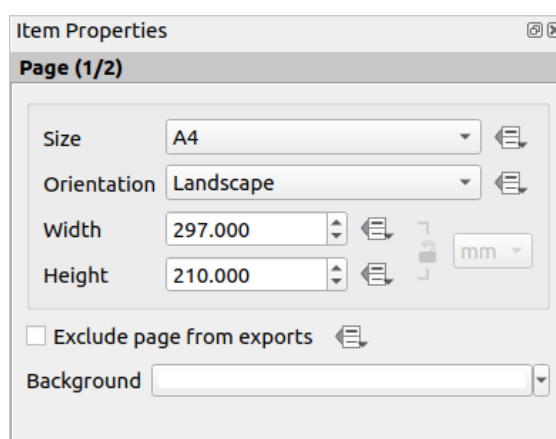 Item Properties
Page (1/2)
Size A4
Orientation Landscape
Width 297.000
Height 210.000
mm
Exclude page from exports
Background